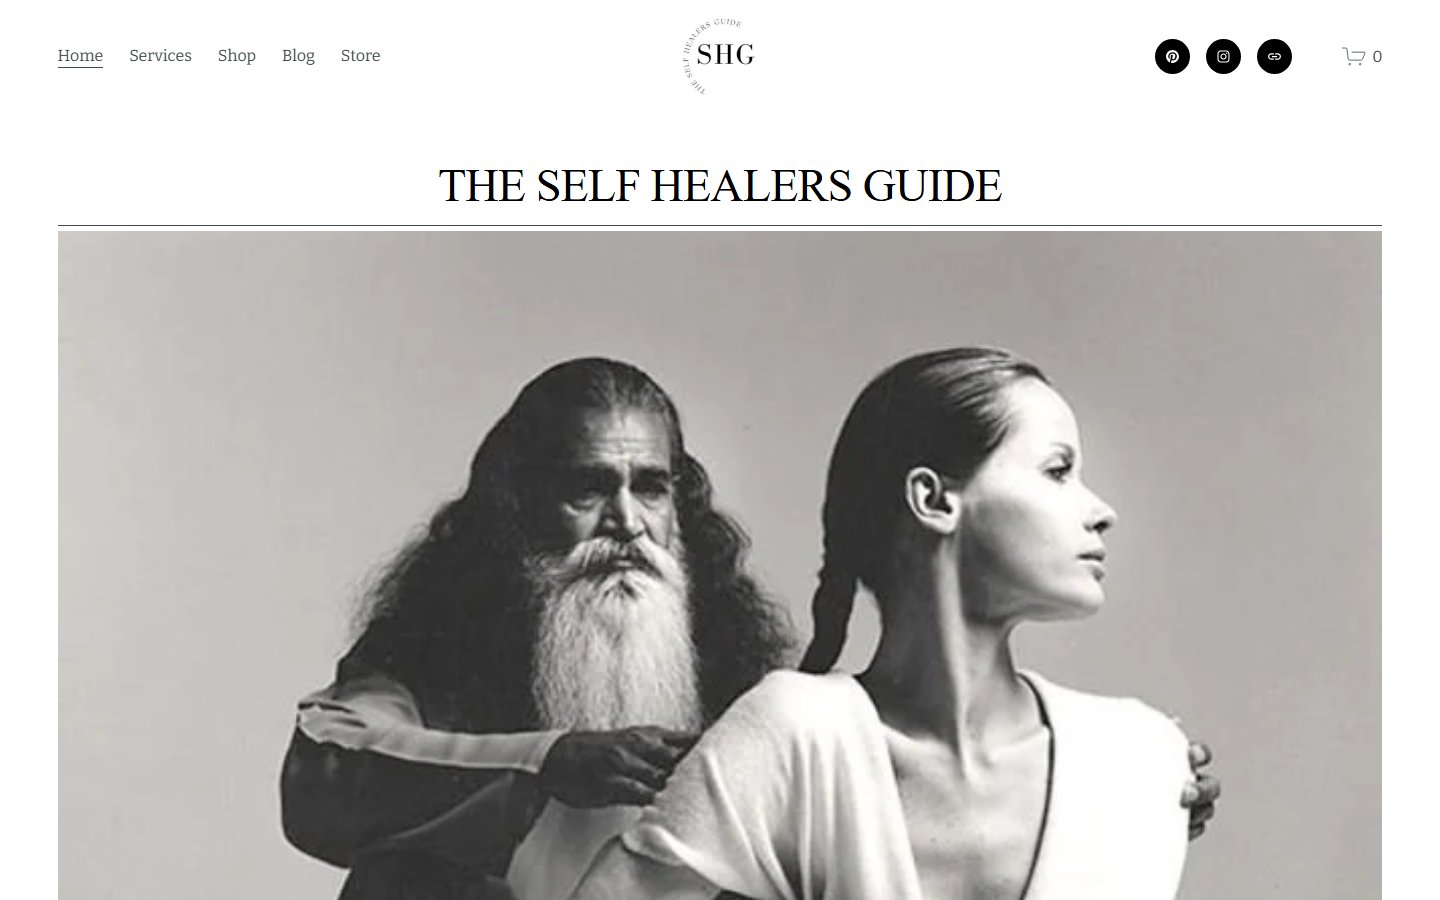 Home
Services
Shop
Blog
Store
THE SELF HEALERS GUIDE
SHG
0
THE SELF HEALERS GUIDE